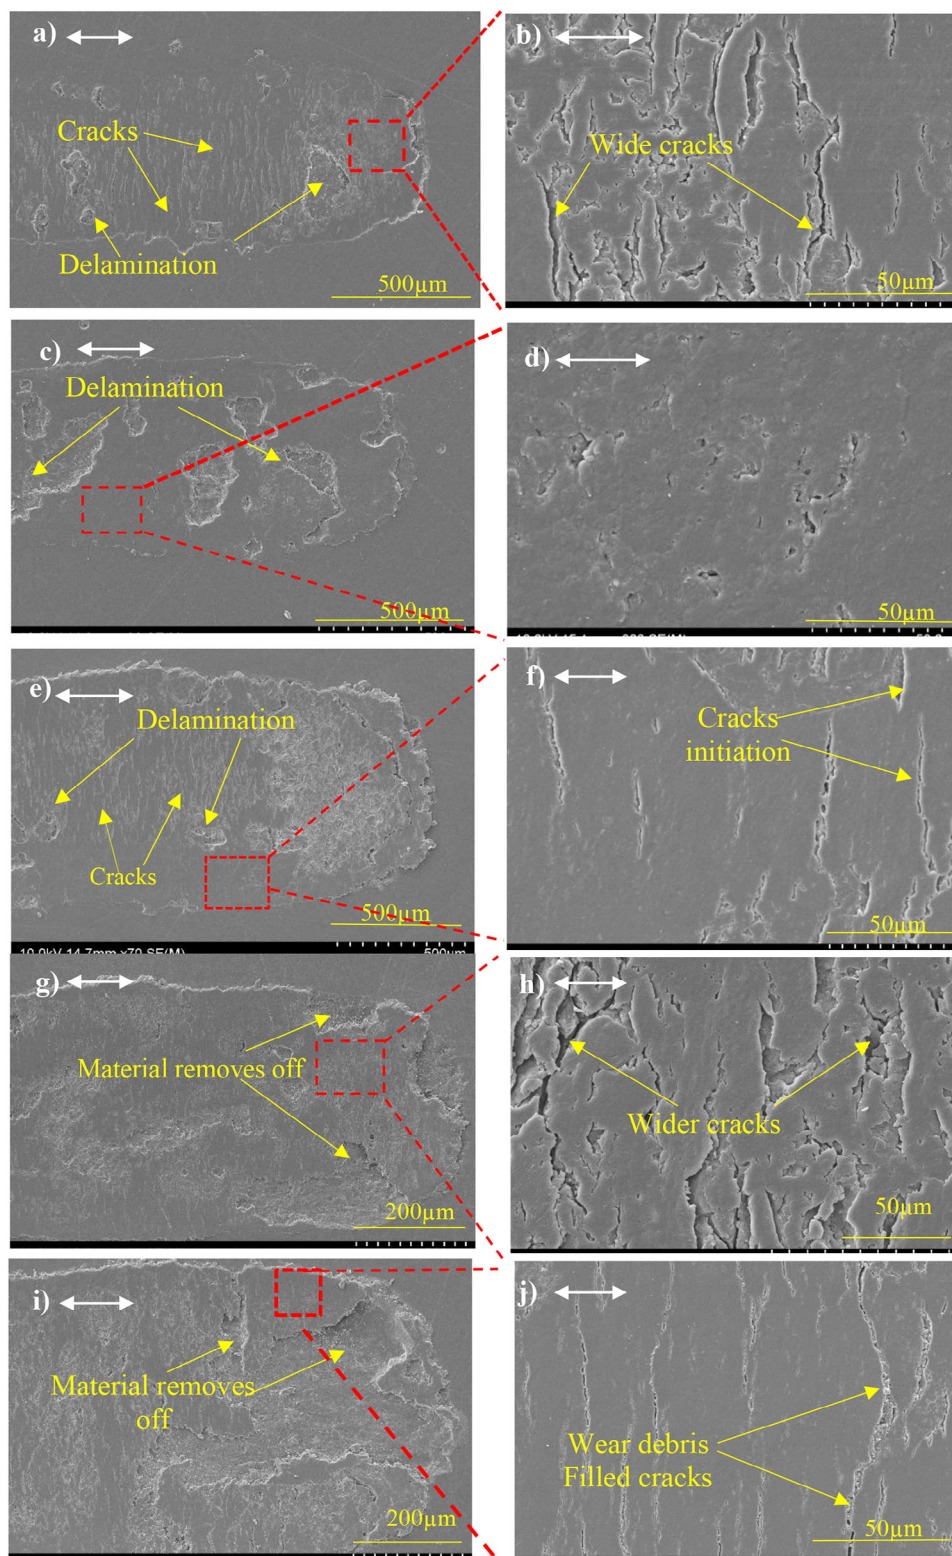 a)
Cracks
Delamination
500µm
b)
Wide cracks
50µm
c)
Delamination
500µm
d)
50µm
e)
Delamination
Cracks
500µm
10.0kV 14.7mm x70 SE(M)
500um
f)
Cracks
initiation
50µm
g)
Material removes off
200µm
h)
Wider cracks
50µm
i)
Material removes
off
200µm
j)
Wear debris
Filled cracks
50µm